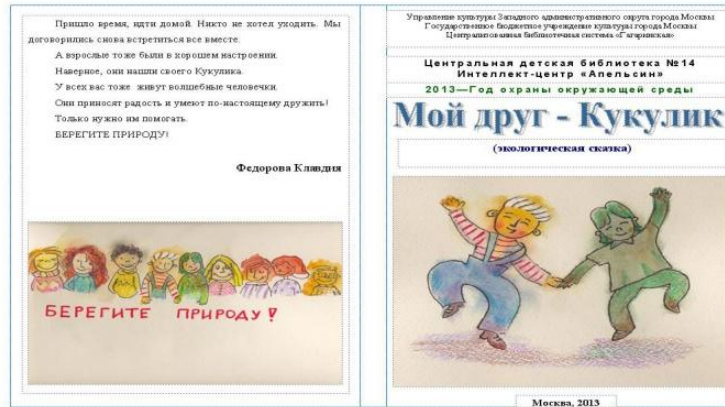 Пришло время, идти домой. Никто не хотел уходить. Мы
договорились снова встретиться все вместе.
А взрослые тоже были в хорошем настроении.
Наверное, они нашли своего Кукулика.
У всех вас тоже живут волшебные человечки.
Они приносят радость и умеют по-настоящему дружить!
Только нужно им помогать.
БЕРЕГИТЕ ПРИРОДУ!
Федорова Клавдия
БЕРЕГИТЕ ПРИРОДУ!
Управление культуры Западного административного округа города Москвы
Государственное бюджетное учреждение культуры города Москвы
Централизованная библиотечная система «Гагаринская»
Центральная детская библиотека №14
Интеллект-центр «Апельсин»
2013—Год охраны окружающей среды
Мой друг - Кукулик
(экологическая сказка)
Москва, 2013